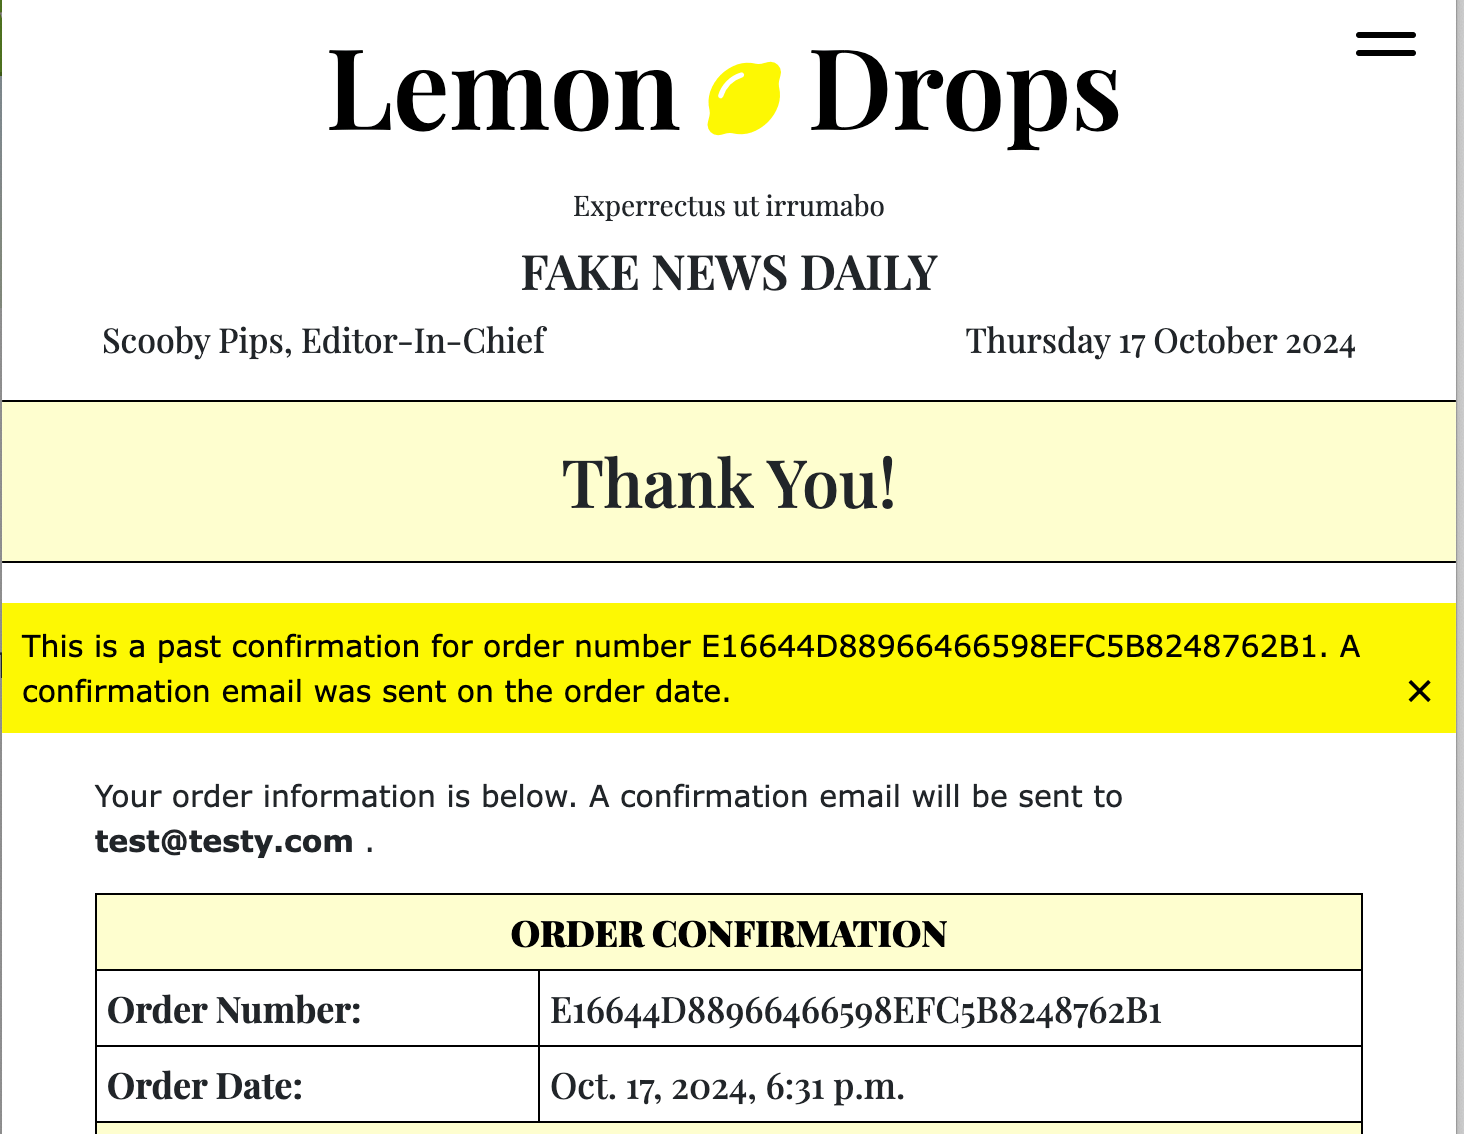 Lemon Drops
Experrectus ut irrumabo
FAKE NEWS DAILY
Scooby Pips, Editor-In-Chief
Thursday 17 October 2024
Thank You!
This is a past confirmation for order number E16644D88966466598EFC5B8248762B1. A
confirmation email was sent on the order date.
Your order information is below. A confirmation email will be sent to
test@testy.com .
ORDER CONFIRMATION
Order Number: E16644D88966466598EFC5B8248762B1
Order Date: Oct. 17, 2024, 6:31 p.m.